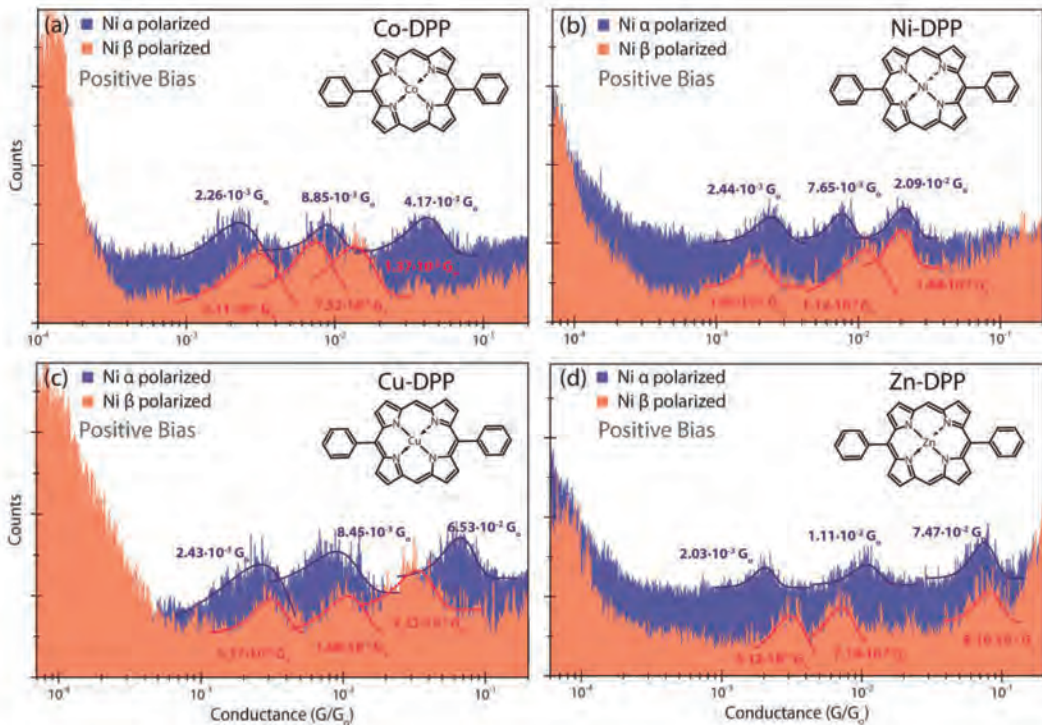 (a)
Ni α polarized
Ni β polarized
Positive Bias
Co-DPP
N
N
Co
N
N
2.26·10⁻³ G₀
8.85·10⁻³ G₀
4.17·10⁻² G₀
Counts
10⁻⁴
10⁻³
10⁻²
10⁻¹
(b)
Ni α polarized
Ni β polarized
Positive Bias
Ni-DPP
N
N
Ni
N
N
2.44·10⁻³ G₀
7.65·10⁻³ G₀
2.09·10⁻² G₀
10⁻⁴
10⁻³
10⁻²
10⁻¹
(c)
Ni α polarized
Ni β polarized
Positive Bias
Cu-DPP
N
N
Cu
N
N
2.43·10⁻³ G₀
8.45·10⁻³ G₀
6.53·10⁻² G₀
Counts
10⁻⁴
10⁻³
10⁻²
10⁻¹
Conductance (G/G₀)
(d)
Ni α polarized
Ni β polarized
Positive Bias
Zn-DPP
N
N
Zn
N
N
2.03·10⁻³ G₀
1.11·10⁻² G₀
7.47·10⁻² G₀
10⁻⁴
10⁻³
10⁻²
10⁻¹
Conductance (G/G₀)